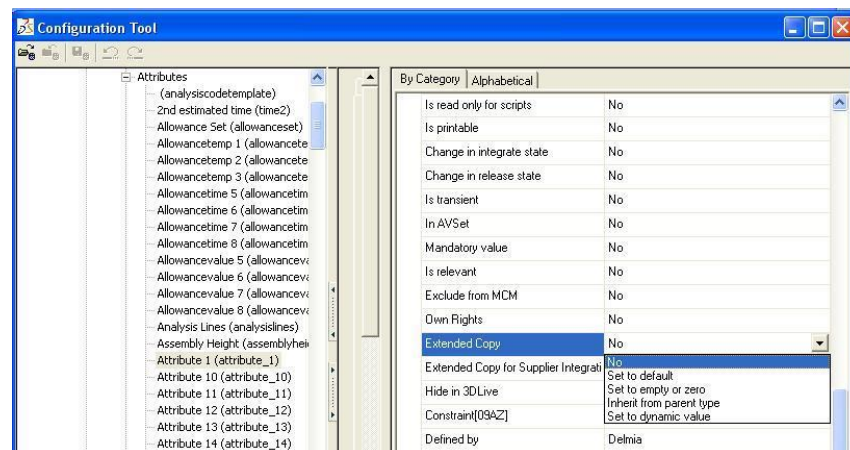 Configuration Tool
Attributes
(analysiscodetemplate)
2nd estimated time (time2)
Allowance Set (allowanceset)
Allowancetemp 1 (allowancete
Allowancetemp 2 (allowancete
Allowancetemp 3 (allowancete
Allowancetime 5 (allowancetim
Allowancetime 6 (allowancetim
Allowancetime 7 (allowancetim
Allowancetime 8 (allowancetim
Allowancevalue 5 (allowanceva
Allowancevalue 6 (allowanceva
Allowancevalue 7 (allowanceva
Allowancevalue 8 (allowanceva
Analysis Lines (analysislines)
Assembly Height (assemblyhei
Attribute 1 (attribute_1)
Attribute 10 (attribute_10)
Attribute 11 (attribute_11)
Attribute 12 (attribute_12)
Attribute 13 (attribute_13)
Attribute 14 (attribute_14)
By Category Alphabetical
Is read only for scripts No
Is printable No
Change in integrate state No
Change in release state No
Is transient No
In AVSet No
Mandatory value No
Is relevant No
Exclude from MCM No
Own Rights No
Extended Copy No
Extended Copy for Supplier Integrati No
Set to default
Hide in 3DLive Set to empty or zero
Inherit from parent type
Constraint[09AZ] Set to dynamic value
Defined by Delmia